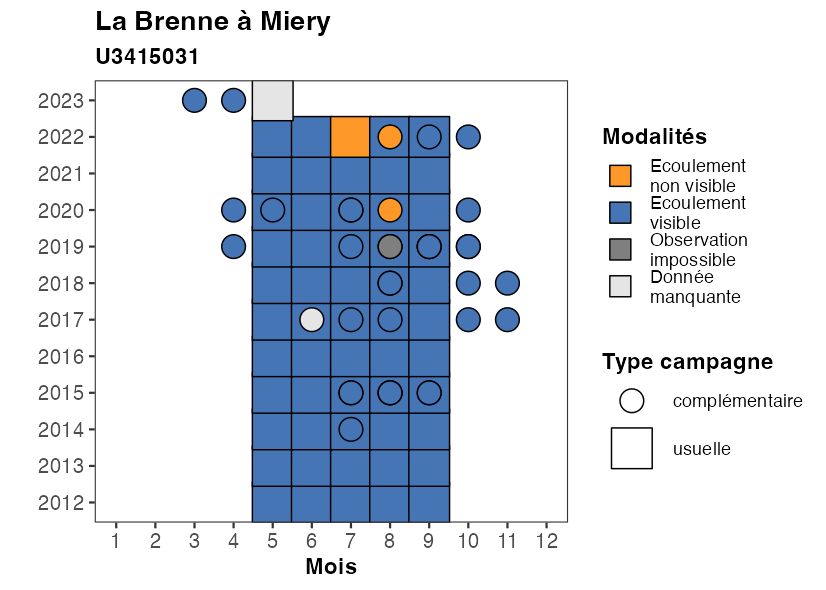 La Brenne à Miery
U3415031
2023
2022
2021
2020
2019
2018
2017
2016
2015
2014
2013
2012
1 2 3 4 5 6 7 8 9 10 11 12
Mois
Modalités
Ecoulement
non visible
Ecoulement
visible
Observation
impossible
Donnée
manquante
Type campagne
complémentaire
usuelle